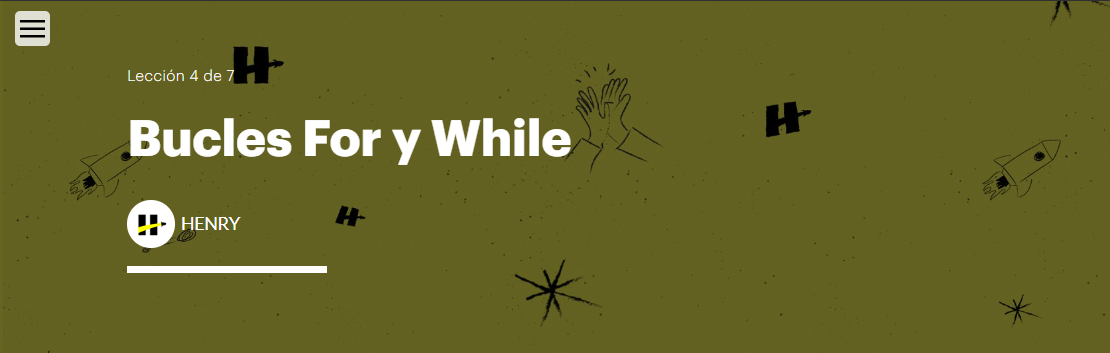 Lección 4 de 7
Bucles For y While
HENRY